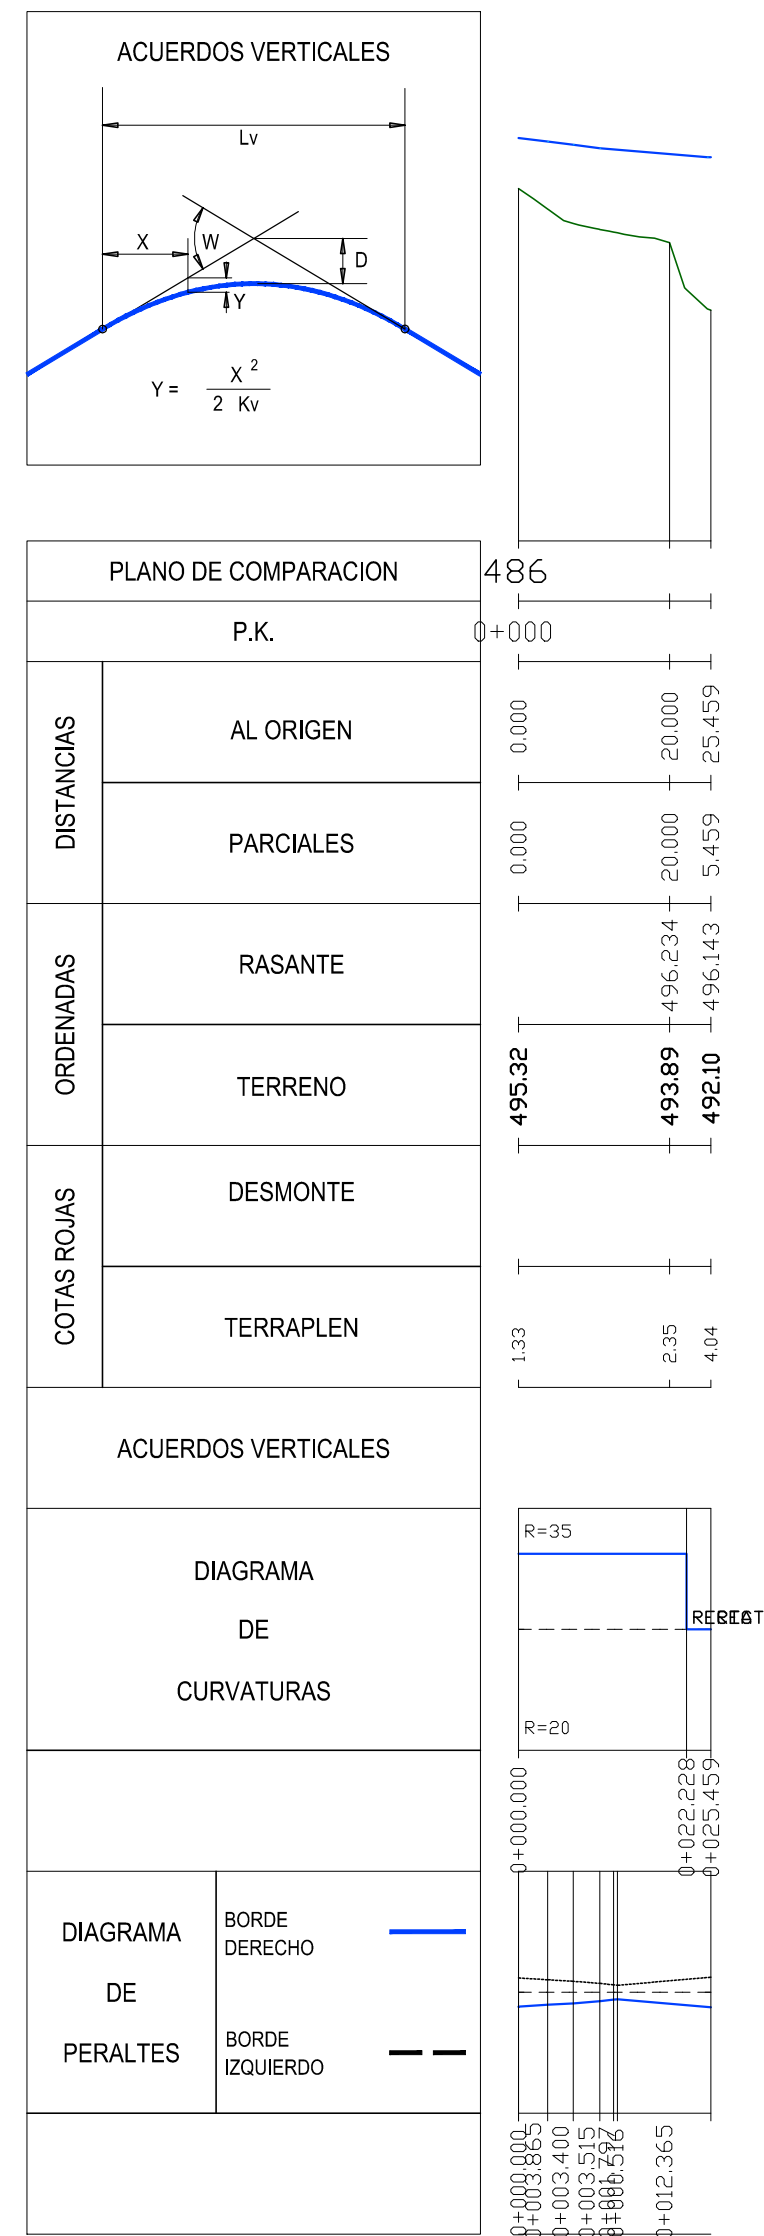 ACUERDOS VERTICALES
Lv
X
W
D
Y
Y = X 2
2 Kv
PLANO DE COMPARACION 486
P.K. 0+000
DISTANCIAS
AL ORIGEN 0.000 20.000 25.459
PARCIALES 0.000 20.000 5.459
ORDENADAS
RASANTE 496.234 496.143
TERRENO 495.32 493.89 492.10
COTAS ROJAS
DESMONTE
TERRAPLEN 1.33 2.35 4.04
ACUERDOS VERTICALES
DIAGRAMA
DE
CURVATURAS
R=35
R=20
0+000.000 0+022.228 0+025.459
DIAGRAMA
DE
PERALTES
BORDE
DERECHO
BORDE
IZQUIERDO
0+000.000 0+003.865 0+003.400 0+003.515 0+000.516 0+012.365